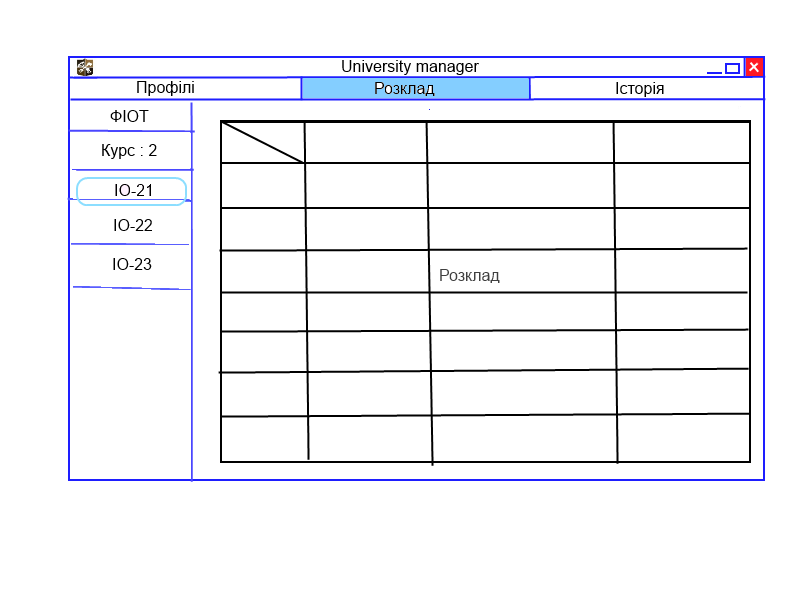 University manager
Профілі
Розклад
Історія
ФІОТ
Курс : 2
ІО-21
ІО-22
ІО-23
Розклад